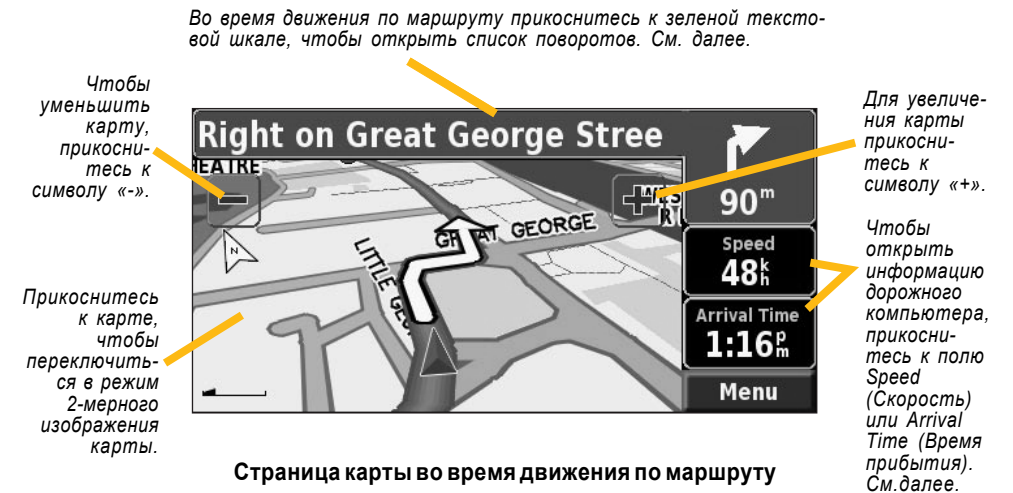 Во время движения по маршруту прикоснитесь к зеленой тексто-
вой шкале, чтобы открыть список поворотов. См. далее.
Чтобы
уменьшить
карту,
прикосни-
тесь к
символу «-».
Прикоснитесь
к карте,
чтобы
переключить-
ся в режим
2-мерного
изображения
карты.
Right on Great George Stree
HEATRE
WES
R
GREAT GEORGE
LITTLE GEO
N
90m
Speed
48kh
Arrival Time
1:16pm
Menu
Для увеличе-
ния карты
прикосни-
тесь к
символу «+».
Чтобы
открыть
информацию
дорожного
компьютера,
прикосни-
тесь к полю
Speed
(Скорость)
или Arrival
Time (Время
прибытия).
См.далее.
Страница карты во время движения по маршруту